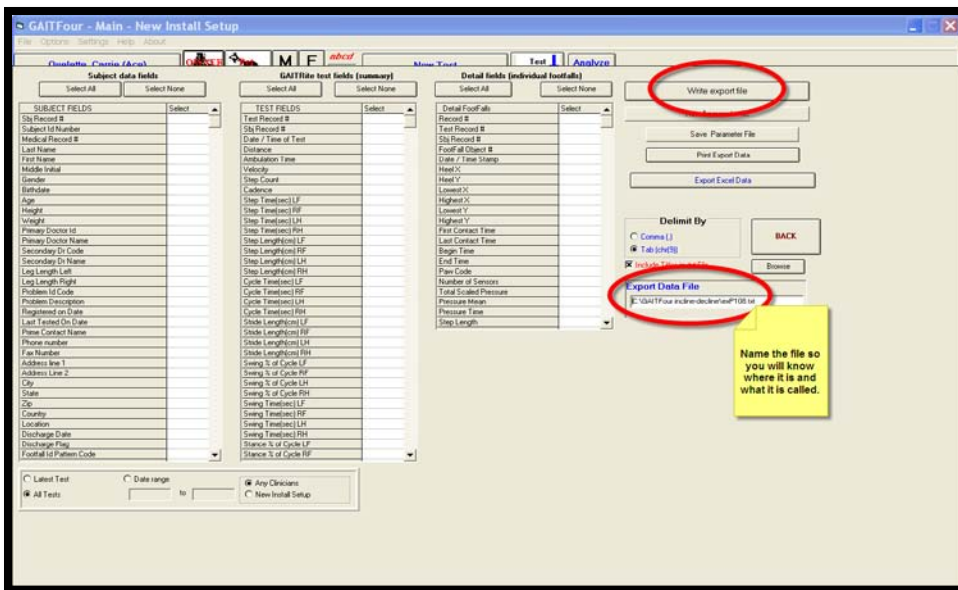 GAITFour - Main - New Install Setup
File Options Settings Help About
Ouelette, Carrie (Ace)
M
F
abcd
New Test
Test
Analyze
Subject data fields
Select All
Select None
SUBJECT FIELDS
Select
Sbj Record #
Subject Id Number
Medical Record #
Last Name
First Name
Middle Initial
Gender
Birthdate
Age
Height
Weight
Primary Doctor Id
Primary Doctor Name
Secondary Dr Code
Secondary Dr Name
Leg Length Left
Leg Length Right
Problem Id Code
Problem Description
Registered on Date
Last Tested On Date
Prime Contact Name
Phone number
Fax Number
Address line 1
Address Line 2
City
State
Zip
Country
Location
Discharge Date
Discharge Flag
Footfall Id Pattern Code
GAITRite test fields (summary)
Select All
Select None
TEST FIELDS
Select
Test Record #
Sbj Record #
Date / Time of Test
Distance
Ambulation Time
Velocity
Step Count
Cadence
Step Time(sec) LF
Step Time(sec) RF
Step Time(sec) LH
Step Time(sec) RH
Step Length(cm) LF
Step Length(cm) RF
Step Length(cm) LH
Step Length(cm) RH
Cycle Time(sec) LF
Cycle Time(sec) RF
Cycle Time(sec) LH
Cycle Time(sec) RH
Stride Length(cm) LF
Stride Length(cm) RF
Stride Length(cm) LH
Stride Length(cm) RH
Swing % of Cycle LF
Swing % of Cycle RF
Swing % of Cycle LH
Swing % of Cycle RH
Swing Time(sec) LF
Swing Time(sec) RF
Swing Time(sec) LH
Swing Time(sec) RH
Stance % of Cycle LF
Stance % of Cycle RF
Detail fields (individual footfalls)
Select All
Select None
Detail FootFalls
Select
Record #
Test Record #
Sbj Record #
FootFall Object #
Date / Time Stamp
Heel X
Heel Y
Lowest X
Highest X
Lowest Y
Highest Y
First Contact Time
Last Contact Time
Begin Time
End Time
Paw Code
Number of Sensors
Total Scaled Pressure
Pressure Mean
Pressure Time
Step Length
Write export file
Save Parameter File
Print Export Data
Export Excel Data
Delimit By
Comma (,)
Tab (chr(9))
BACK
Include Titles
Browse
Export Data File
C:\GAITFour incline-decline\exP108.txt
Name the file so
you will know
where it is and
what it is called.
Latest Test
Date range
All Tests
to
Any Clinicians
New Install Setup